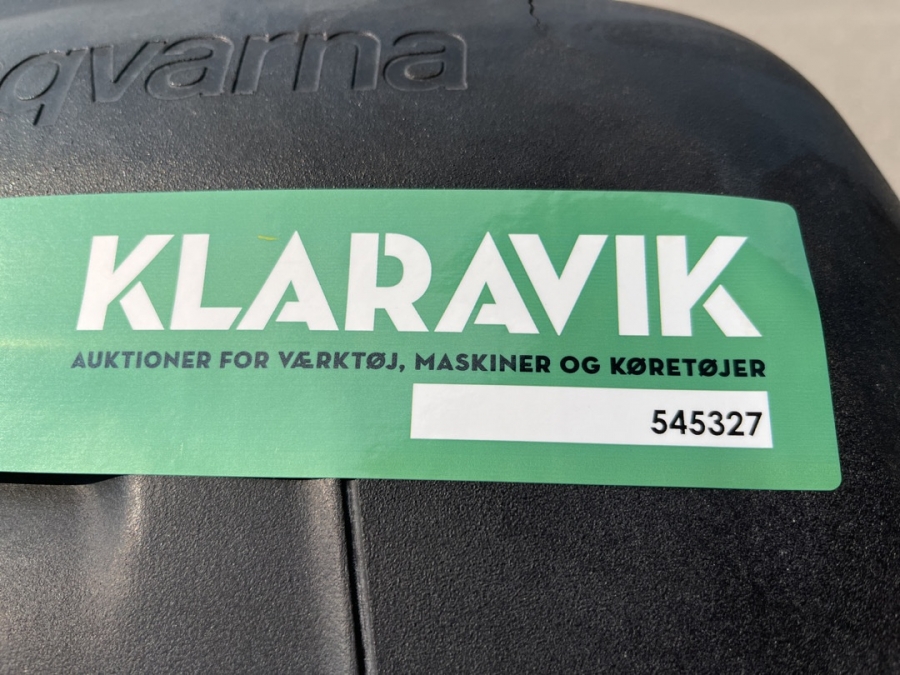 qvarna
KLARAVIK
AUKTIONER FOR VÆRKTØJ, MASKINER OG KØRETØJER
545327